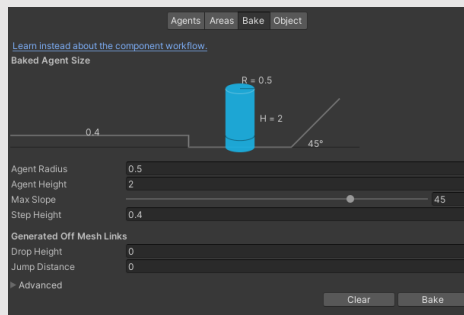 Agents Areas Bake Object
Learn instead about the component workflow.
Baked Agent Size
R = 0.5
H = 2
0.4
45°
Agent Radius 0.5
Agent Height 2
Max Slope 45
Step Height 0.4
Generated Off Mesh Links
Drop Height 0
Jump Distance 0
Advanced
Clear Bake